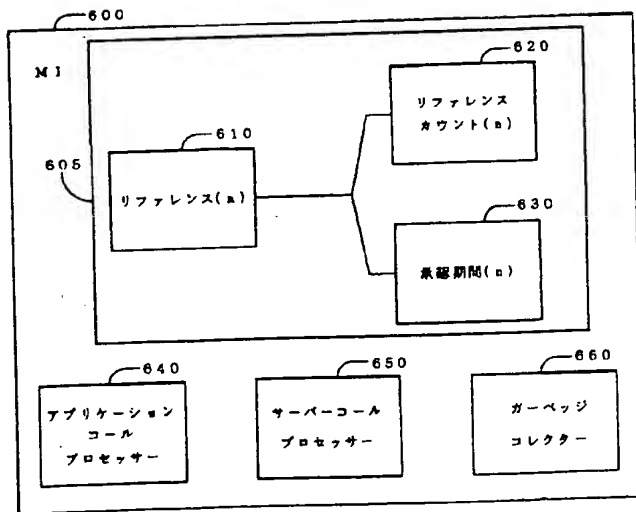 600
MI
620
リファレンス
カウント(n)
610
605
リファレンス(n)
630
承認期間(n)
640
650
660
アプリケーション
コール
プロセッサー
サーバーコール
プロセッサー
ガーベッジ
コレクター